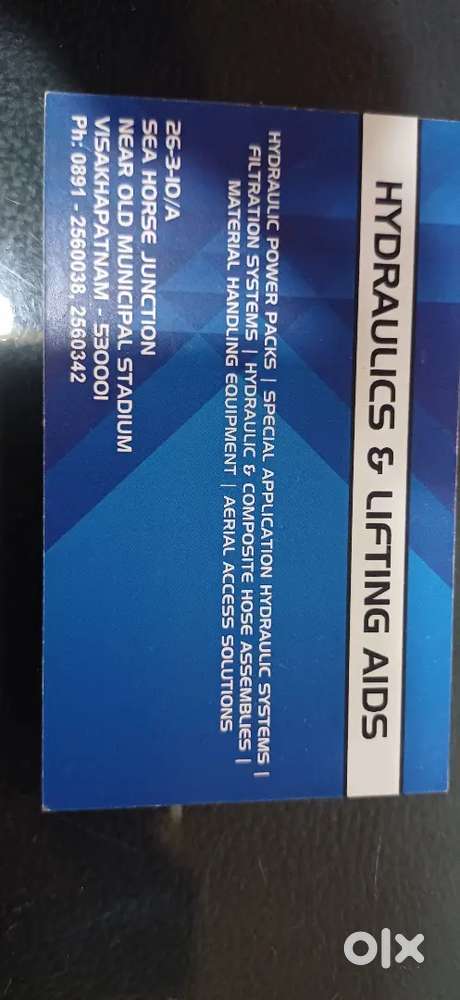 HYDRAULICS & LIFTING AIDS
HYDRAULIC POWER PACKS | SPECIAL APPLICATION HYDRAULIC SYSTEMS |
FILTRATION SYSTEMS | HYDRAULIC & COMPOSITE HOSE ASSEMBLIES |
MATERIAL HANDLING EQUIPMENT | AERIAL ACCESS SOLUTIONS
26-3-10/A
SEA HORSE JUNCTION
NEAR OLD MUNICIPAL STADIUM
VISAKHAPATNAM - 530001
Ph: 0891 - 2560038, 2560342
olx